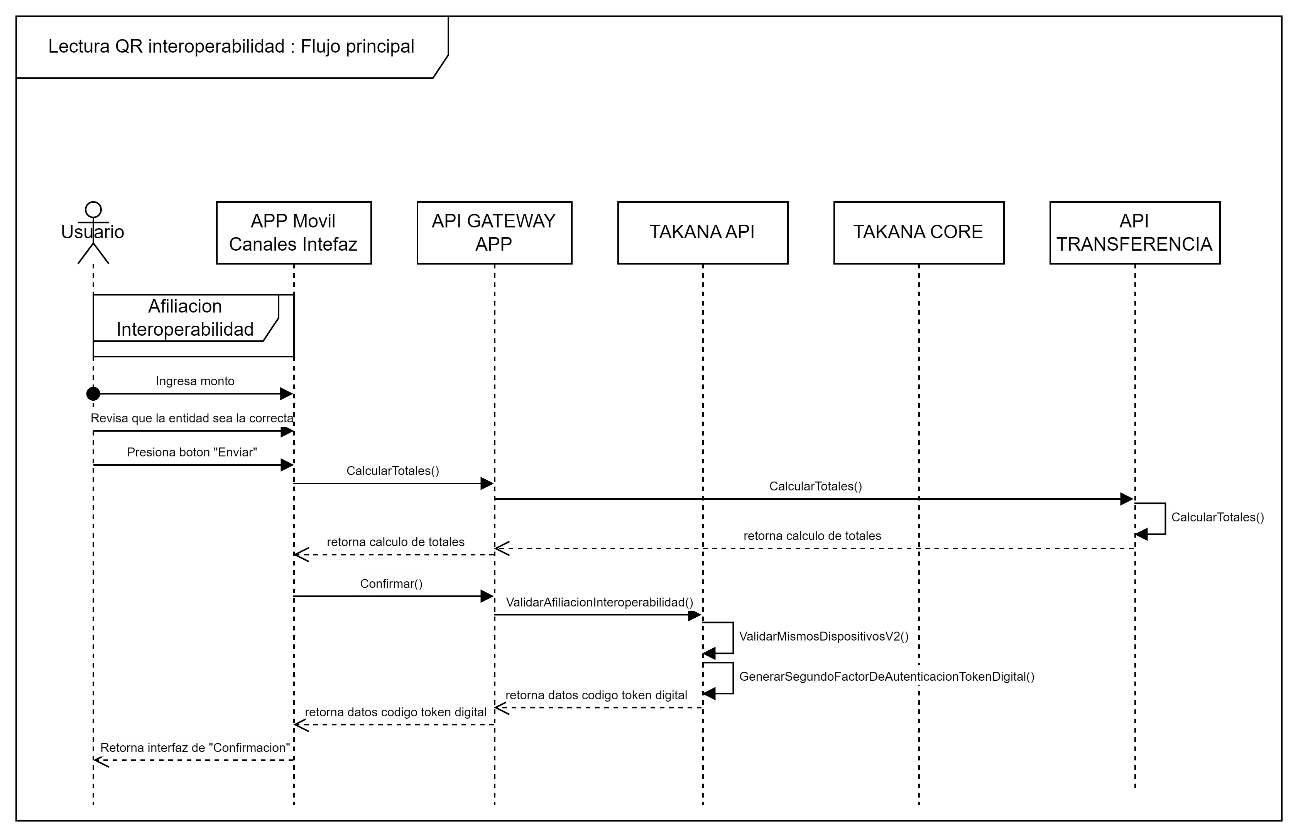 Lectura QR interoperabilidad : Flujo principal
Usuario
APP Movil
Canales Intefaz
API GATEWAY
APP
TAKANA API
TAKANA CORE
API
TRANSFERENCIA
Afiliacion
Interoperabilidad
Ingresa monto
Revisa que la entidad sea la correcta
Presiona boton "Enviar"
CalcularTotales()
CalcularTotales()
CalcularTotales()
retorna calculo de totales
retorna calculo de totales
Confirmar()
ValidarAfiliacionInteroperabilidad()
ValidarMismosDispositivosV2()
GenerarSegundoFactorDeAutenticacionTokenDigital()
retorna datos codigo token digital
retorna datos codigo token digital
Retorna interfaz de "Confirmacion"